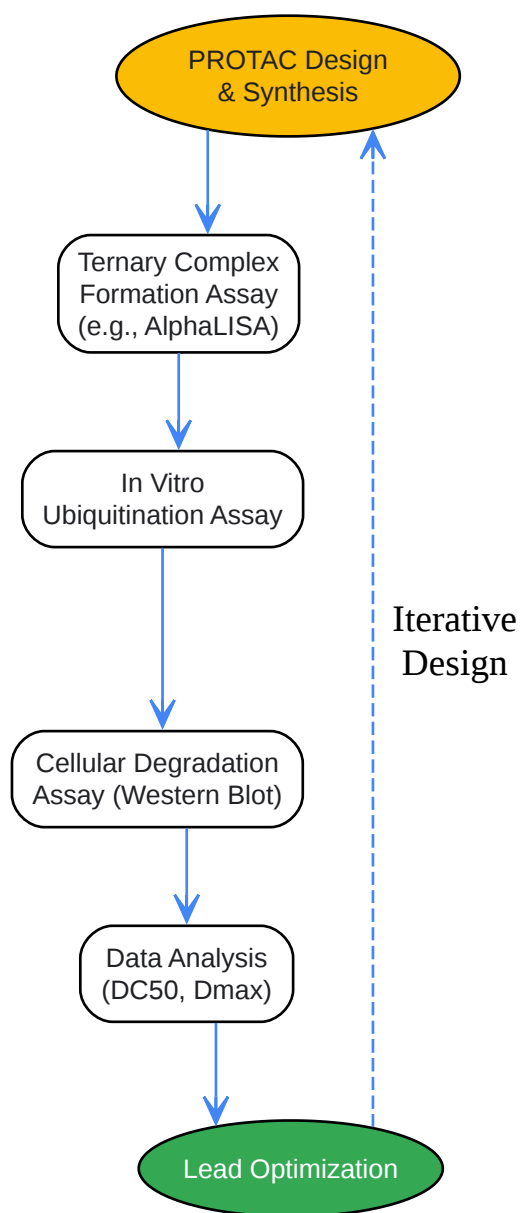 PROTAC Design
& Synthesis
Ternary Complex
Formation Assay
(e.g., AlphaLISA)
In Vitro
Ubiquitination Assay
Iterative
Design
Cellular Degradation
Assay (Western Blot)
Data Analysis
(DC50, Dmax)
Lead Optimization